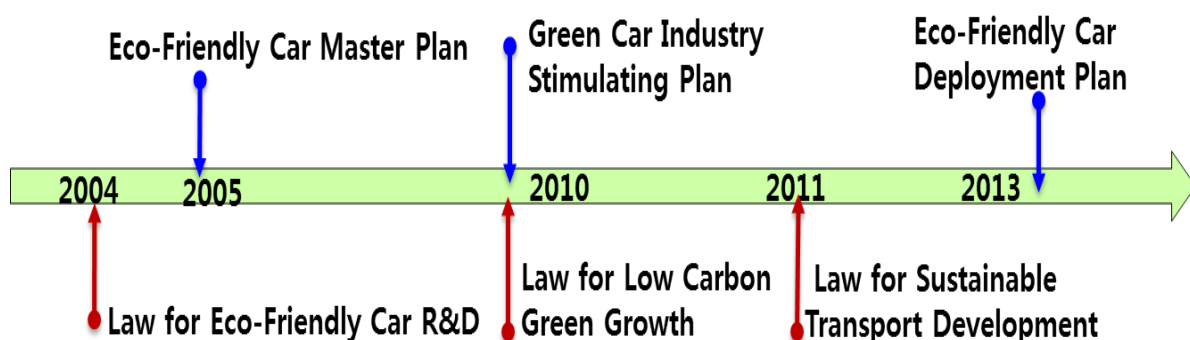 Eco-Friendly Car Master Plan
Green Car Industry
Stimulating Plan
Eco-Friendly Car
Deployment Plan
2004
2005
2010
2011
2013
Law for Eco-Friendly Car R&D
Law for Low Carbon
Green Growth
Law for Sustainable
Transport Development